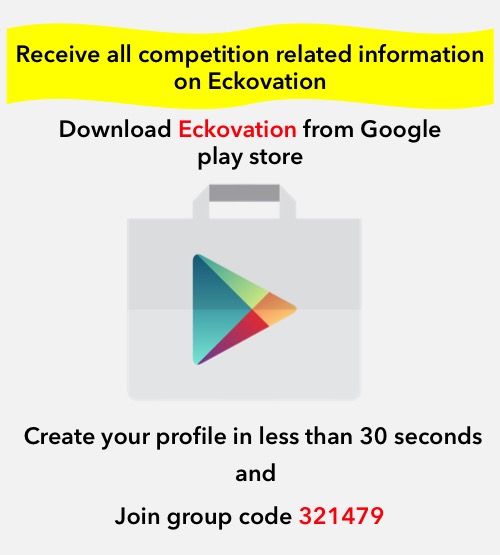 Receive all competition related information
on Eckovation
Download Eckovation from Google
play store
Create your profile in less than 30 seconds
and
Join group code 321479